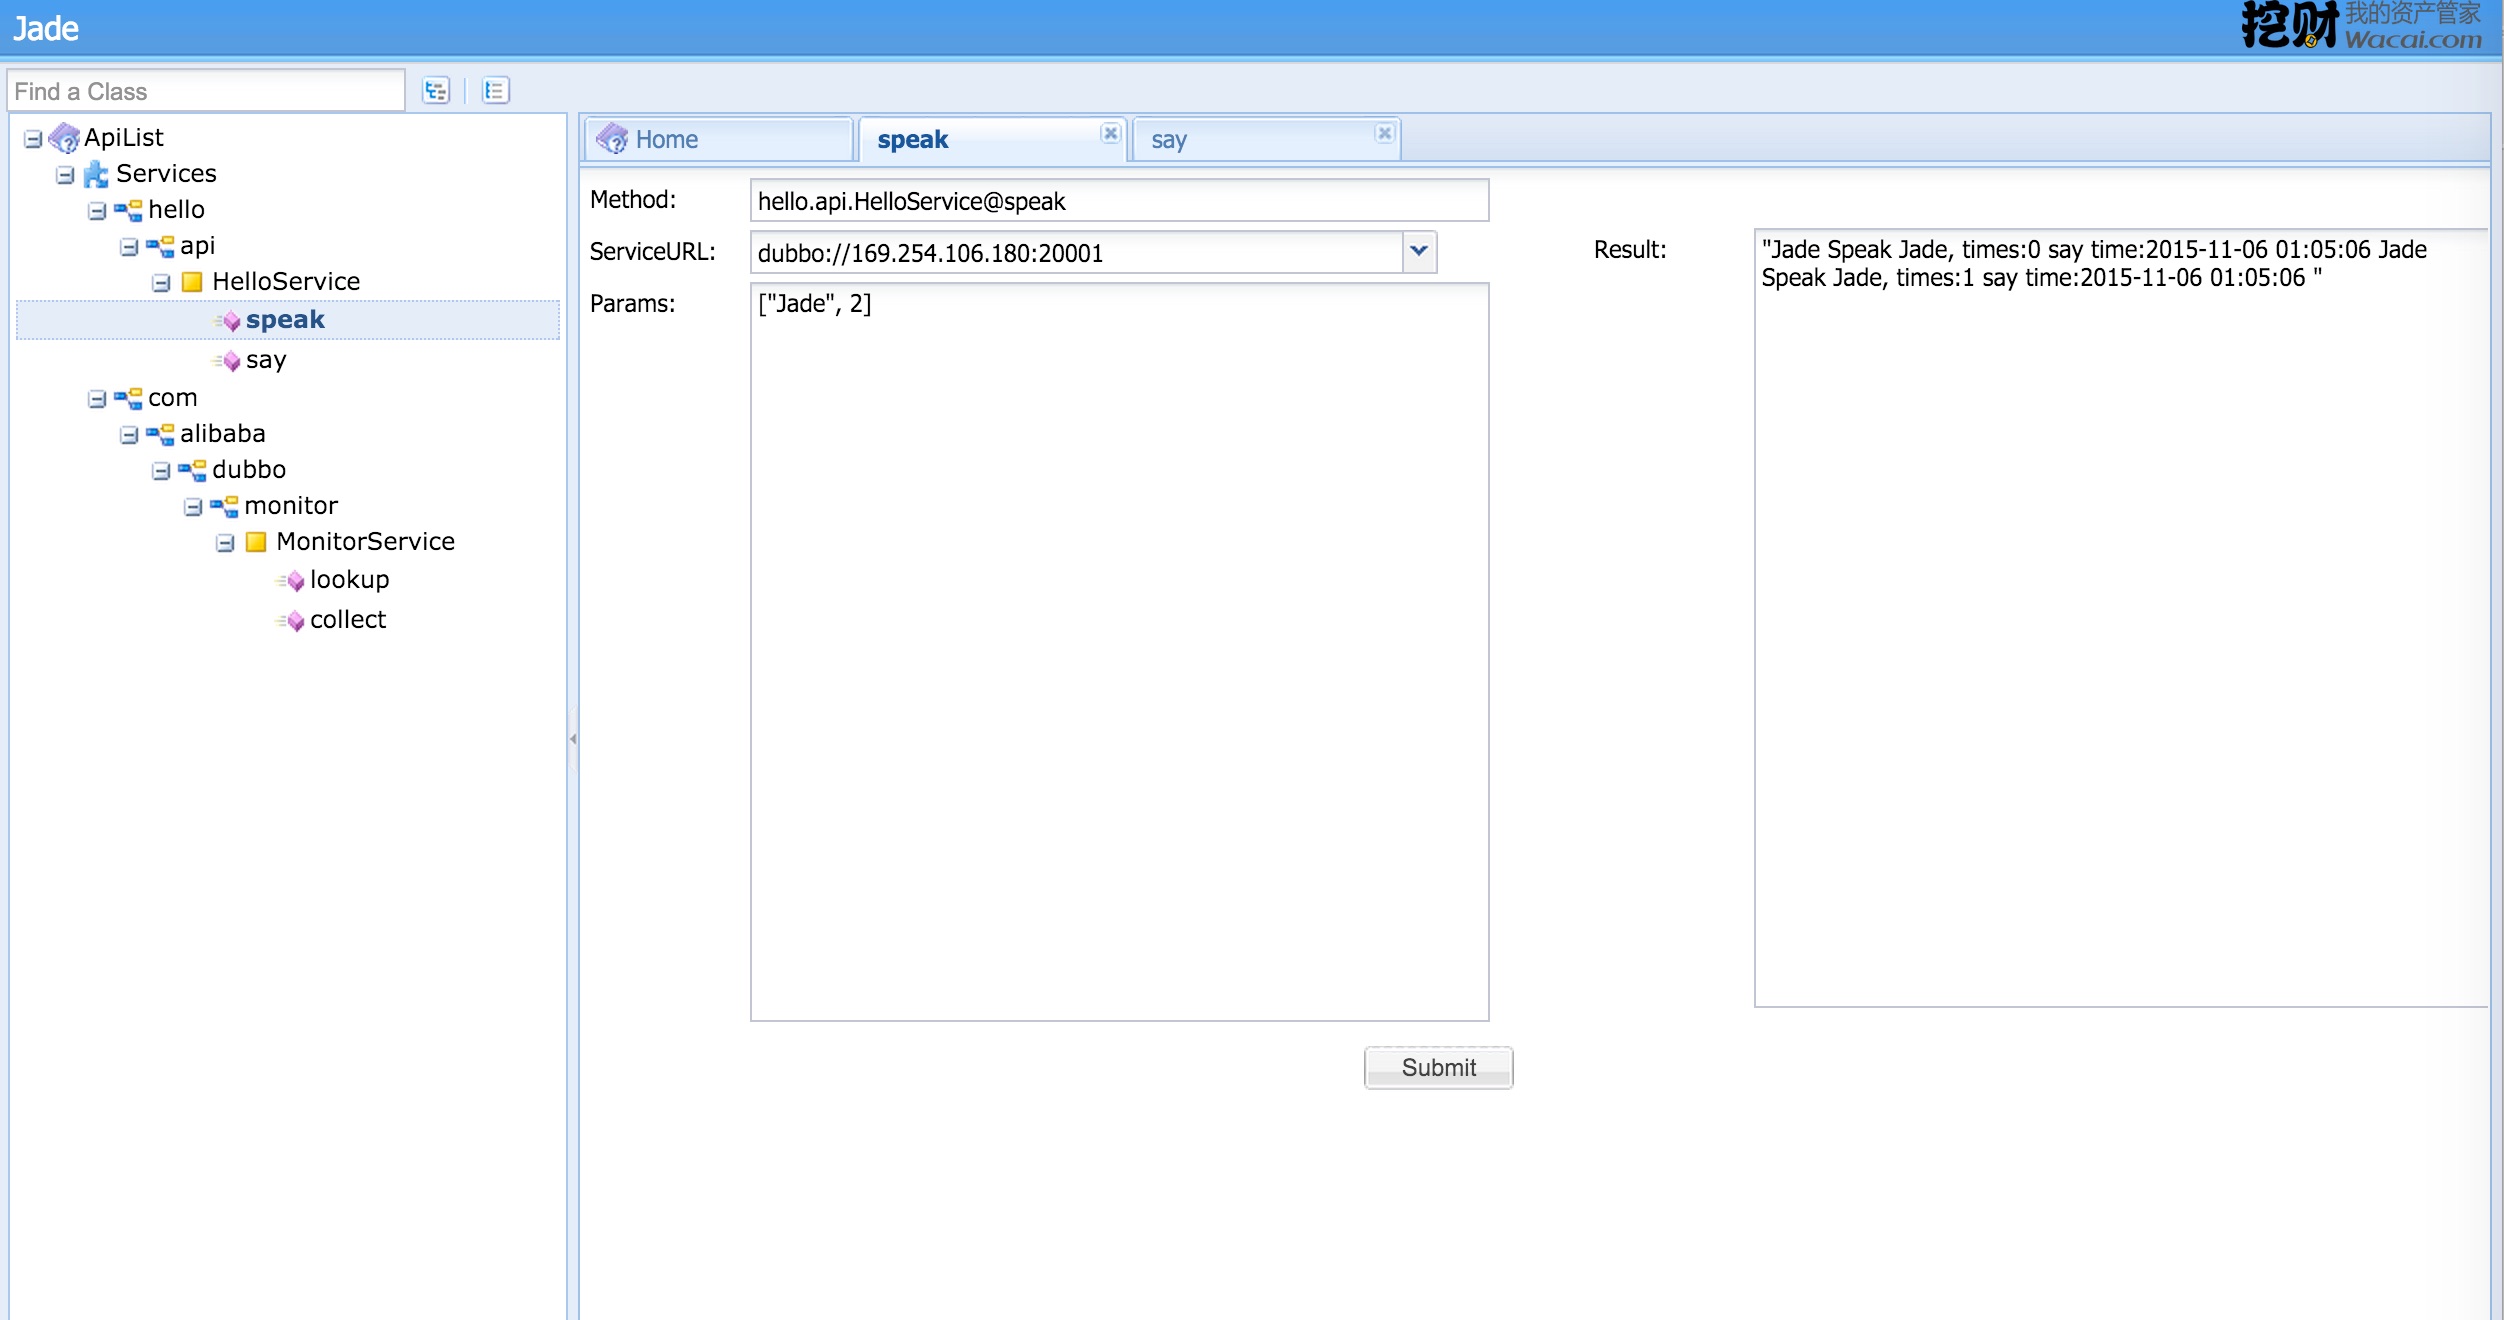 Jade
挖财 我的资产管家
Wacai.com
Find a Class
ApiList
Services
hello
api
HelloService
speak
say
com
alibaba
dubbo
monitor
MonitorService
lookup
collect
Home
speak
say
Method:
hello.api.HelloService@speak
ServiceURL:
dubbo://169.254.106.180:20001
Params:
["Jade", 2]
Result:
"Jade Speak Jade, times:0 say time:2015-11-06 01:05:06 Jade
Speak Jade, times:1 say time:2015-11-06 01:05:06 "
Submit